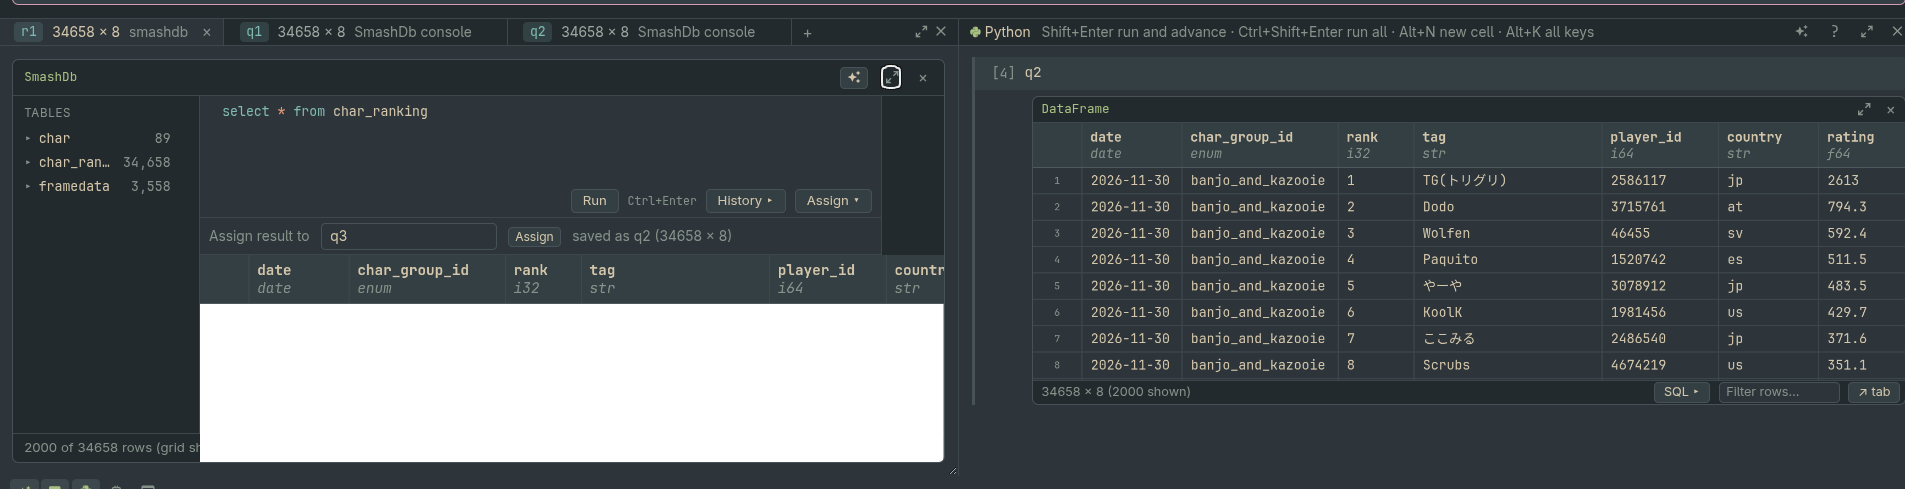 r1 34658 × 8 smashdb × q1 34658 × 8 SmashDb console q2 34658 × 8 SmashDb console +
SmashDb
TABLES
char 89
char_ran… 34,658
framedata 3,558
select * from char_ranking
Run Ctrl+Enter History ▸ Assign ▾
Assign result to q3 Assign saved as q2 (34658 × 8)
date char_group_id rank tag player_id countr
date enum i32 str i64 str
2000 of 34658 rows (grid sh
Python Shift+Enter run and advance · Ctrl+Shift+Enter run all · Alt+N new cell · Alt+K all keys ?
[4] q2
DataFrame
date char_group_id rank tag player_id country rating
date enum i32 str i64 str f64
1 2026-11-30 banjo_and_kazooie 1 TG(トリグリ) 2586117 jp 2613
2 2026-11-30 banjo_and_kazooie 2 Dodo 3715761 at 794.3
3 2026-11-30 banjo_and_kazooie 3 Wolfen 46455 sv 592.4
4 2026-11-30 banjo_and_kazooie 4 Paquito 1520742 es 511.5
5 2026-11-30 banjo_and_kazooie 5 やーや 3078912 jp 483.5
6 2026-11-30 banjo_and_kazooie 6 KoolK 1981456 us 429.7
7 2026-11-30 banjo_and_kazooie 7 ここみる 2486540 jp 371.6
8 2026-11-30 banjo_and_kazooie 8 Scrubs 4674219 us 351.1
34658 × 8 (2000 shown) SQL ▸ Filter rows... ↗ tab